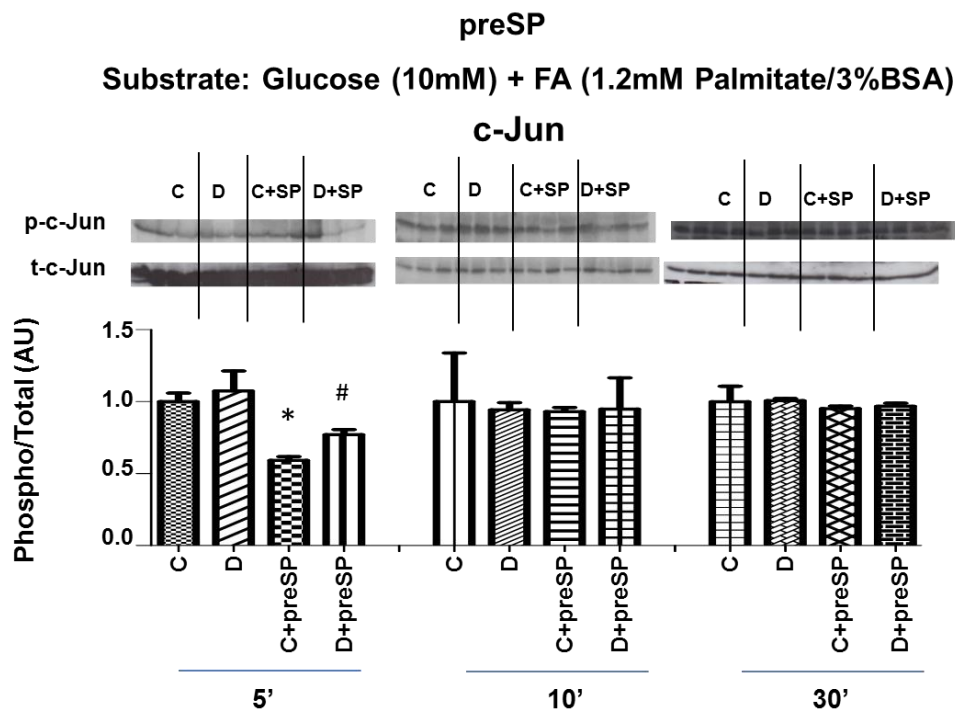 preSP
Substrate: Glucose (10mM) + FA (1.2mM Palmitate/3%BSA)
c-Jun
C D C+SP D+SP C D C+SP D+SP C D C+SP D+SP
p-c-Jun
t-c-Jun
Phospho/Total (AU)
1.5
1.0
0.5
0.0
*
#
C D C+preSP D+preSP C D C+preSP D+preSP C D C+preSP D+preSP
5’ 10’ 30’